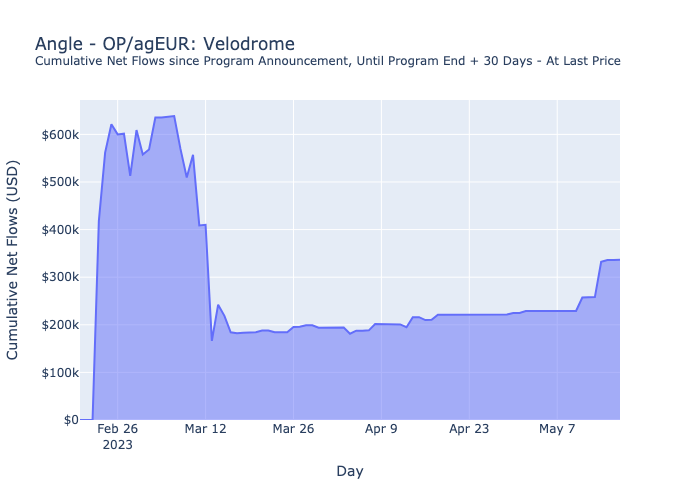 Angle - OP/agEUR: Velodrome
Cumulative Net Flows since Program Announcement, Until Program End + 30 Days - At Last Price
Cumulative Net Flows (USD)
$600k
$500k
$400k
$300k
$200k
$100k
$0
Feb 26
2023
Mar 12
Mar 26
Apr 9
Apr 23
May 7
Day